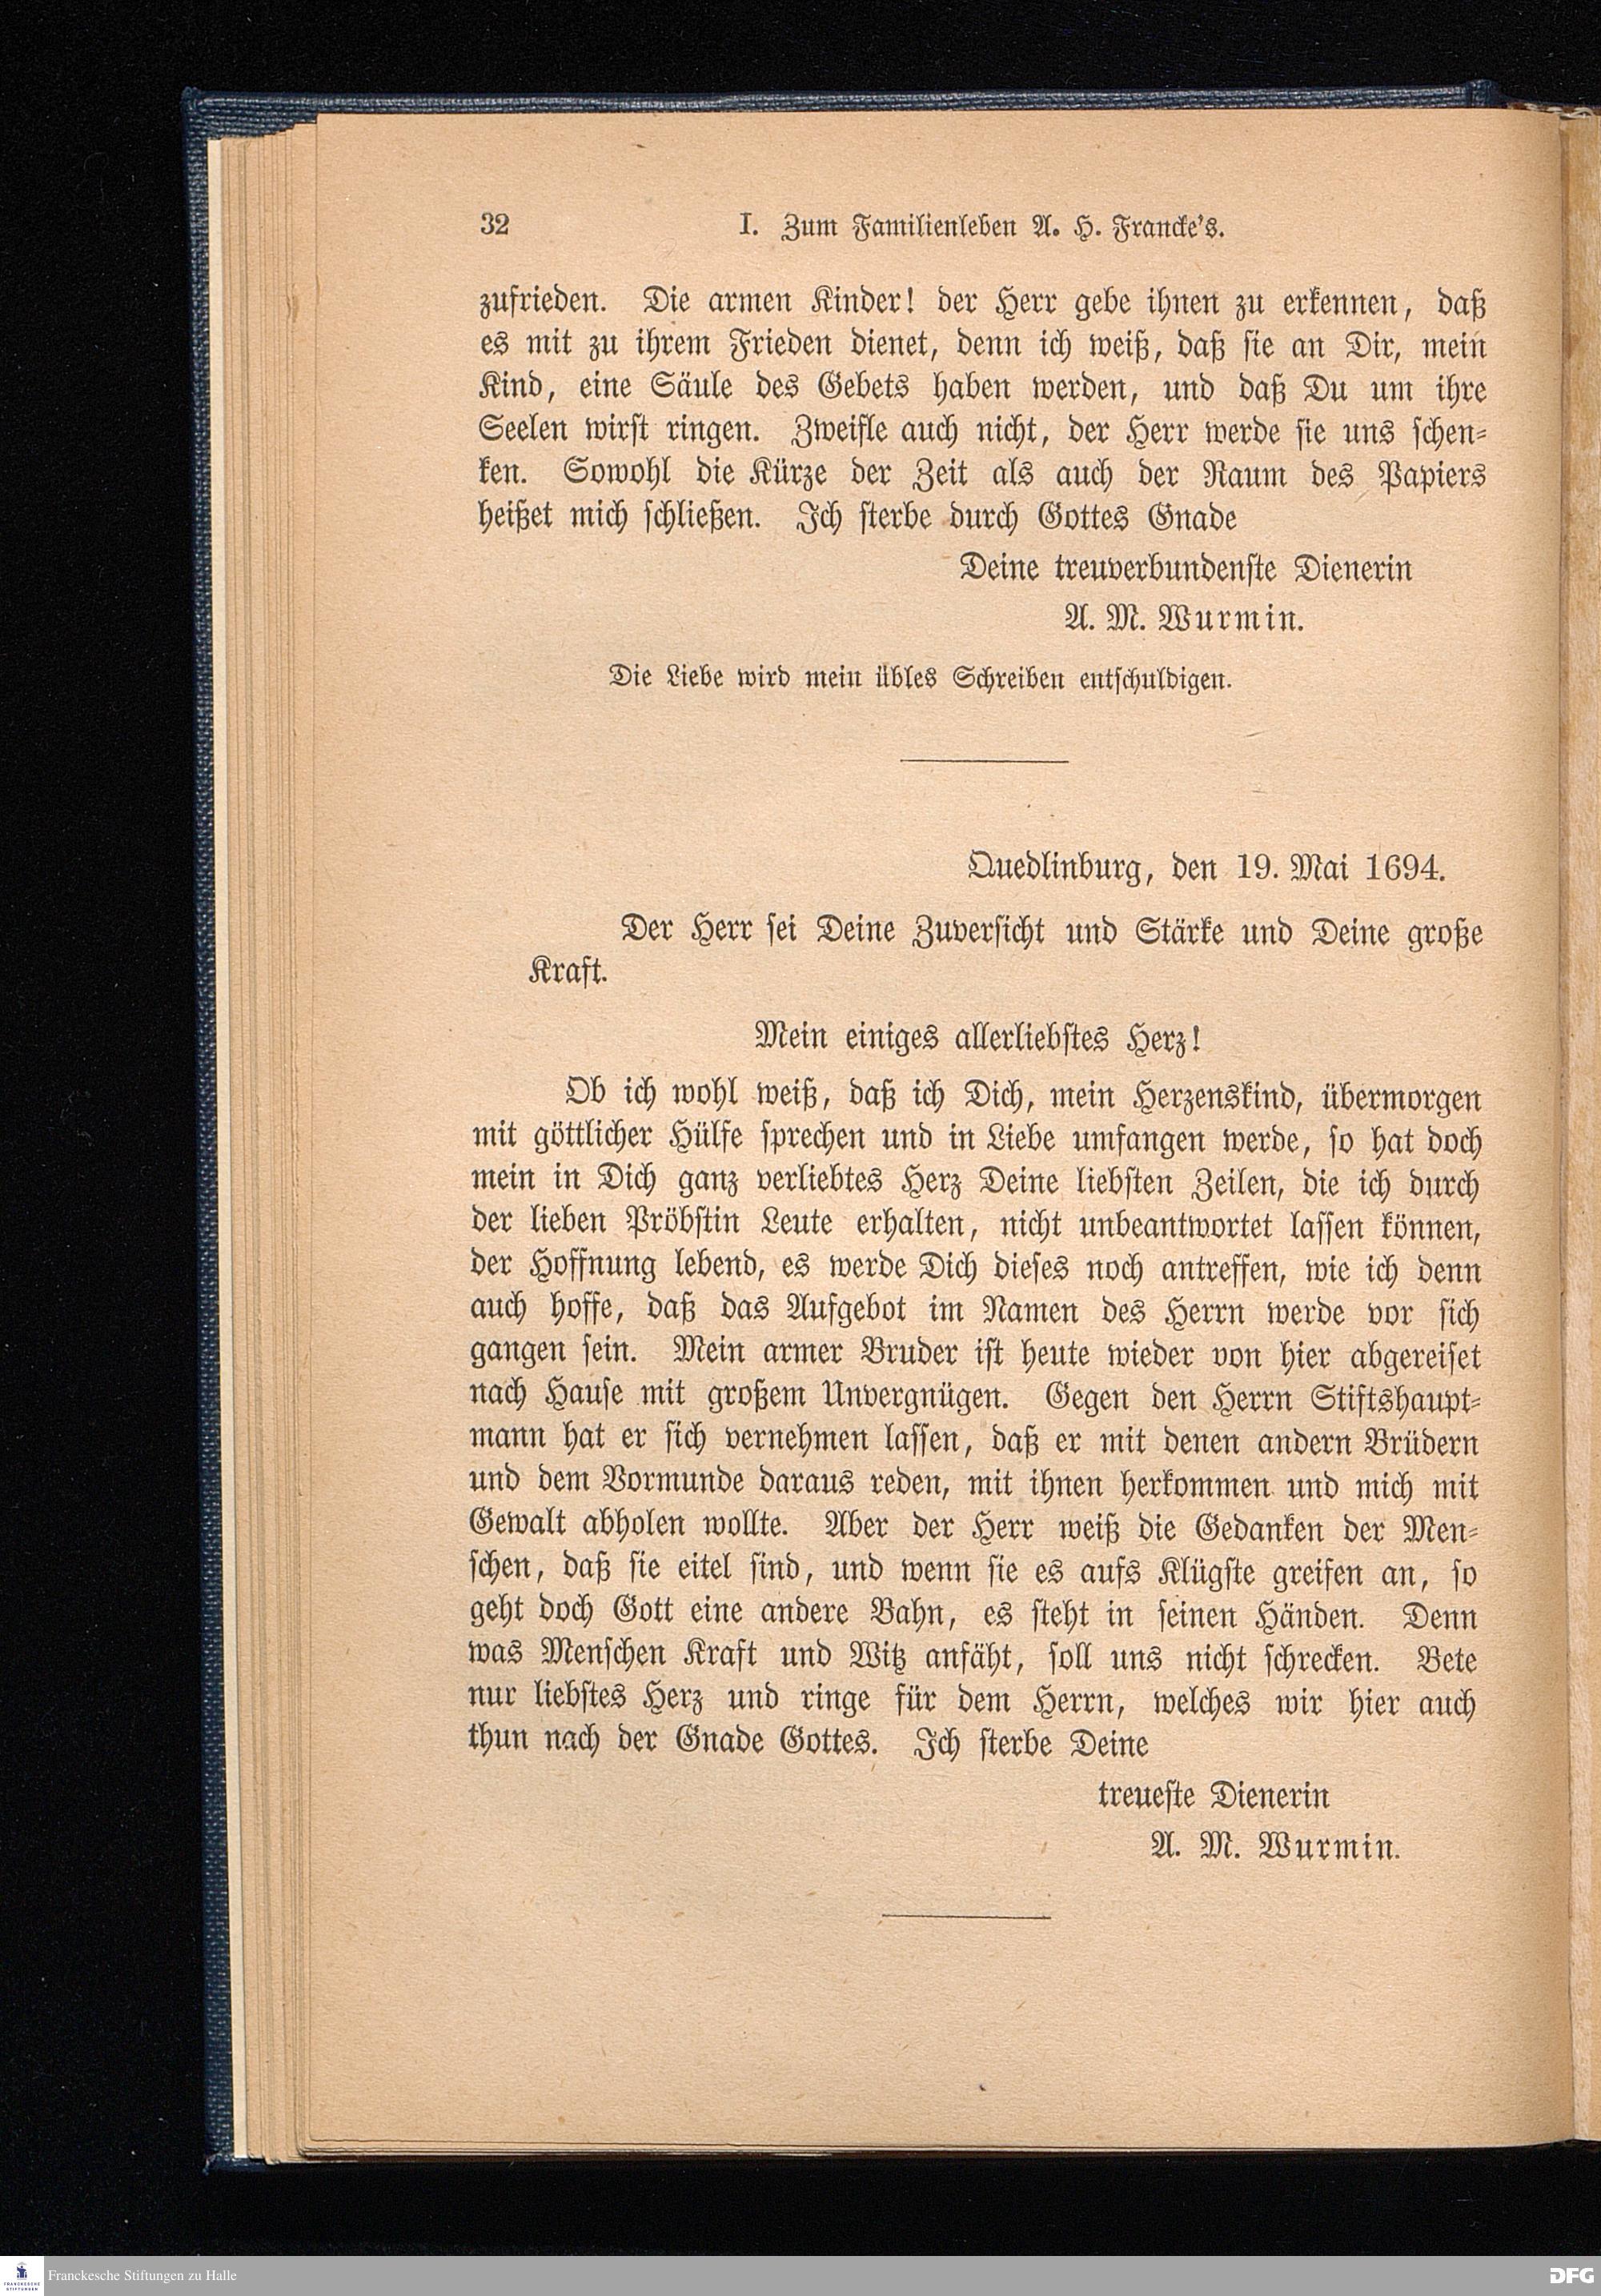 32 I. Zum Familienleben A. H. Francke's.
zufrieden. Die armen Kinder! der Herr gebe ihnen zu erkennen, daß
es mit zu ihrem Frieden dienet, denn ich weiß, daß sie an Dir, mein
Kind, eine Säule des Gebets haben werden, und daß Du um ihre
Seelen wirst ringen. Zweifle auch nicht, der Herr werde sie uns schen-
ken. Sowohl die Kürze der Zeit als auch der Raum des Papiers
heißet mich schließen. Ich sterbe durch Gottes Gnade
Deine treuverbundenste Dienerin
A. M. Wurmin.
Die Liebe wird mein übles Schreiben entschuldigen.
Quedlinburg, den 19. Mai 1694.
Der Herr sei Deine Zuversicht und Stärke und Deine große
Kraft.
Mein einiges allerliebstes Herz!
Ob ich wohl weiß, daß ich Dich, mein Herzenskind, übermorgen
mit göttlicher Hülfe sprechen und in Liebe umfangen werde, so hat doch
mein in Dich ganz verliebtes Herz Deine liebsten Zeilen, die ich durch
der lieben Pröbstin Leute erhalten, nicht unbeantwortet lassen können,
der Hoffnung lebend, es werde Dich dieses noch antreffen, wie ich denn
auch hoffe, daß das Aufgebot im Namen des Herrn werde vor sich
gangen sein. Mein armer Bruder ist heute wieder von hier abgereiset
nach Hause mit großem Unvergnügen. Gegen den Herrn Stiftshaupt-
mann hat er sich vernehmen lassen, daß er mit denen andern Brüdern
und dem Vormunde daraus reden, mit ihnen herkommen und mich mit
Gewalt abholen wollte. Aber der Herr weiß die Gedanken der Men-
schen, daß sie eitel sind, und wenn sie es aufs Klügste greifen an, so
geht doch Gott eine andere Bahn, es steht in seinen Händen. Denn
was Menschen Kraft und Witz anfäht, soll uns nicht schrecken. Bete
nur liebstes Herz und ringe für dem Herrn, welches wir hier auch
thun nach der Gnade Gottes. Ich sterbe Deine
treueste Dienerin
A. M. Wurmin.
FRANCKESCHE
STIFTUNGEN
Franckesche Stiftungen zu Halle
DFG